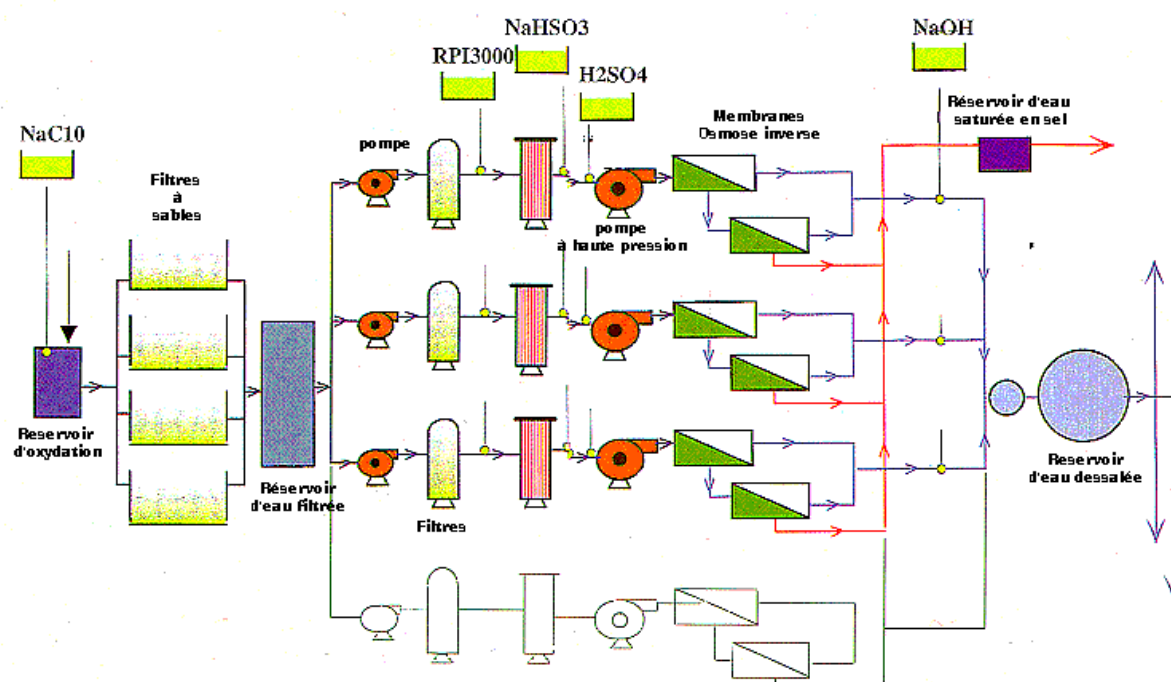 NaHSO3
NaOH
RPI3000
H2SO4
NaC10
Réservoir d'eau
saturée en sel
Membranes
Osmose inverse
pompe
Filtres
à
sables
pompe
à haute pression
Reservoir
d'oxydation
Réservoir
d'eau filtrée
Filtres
Reservoir
d'eau dessalée